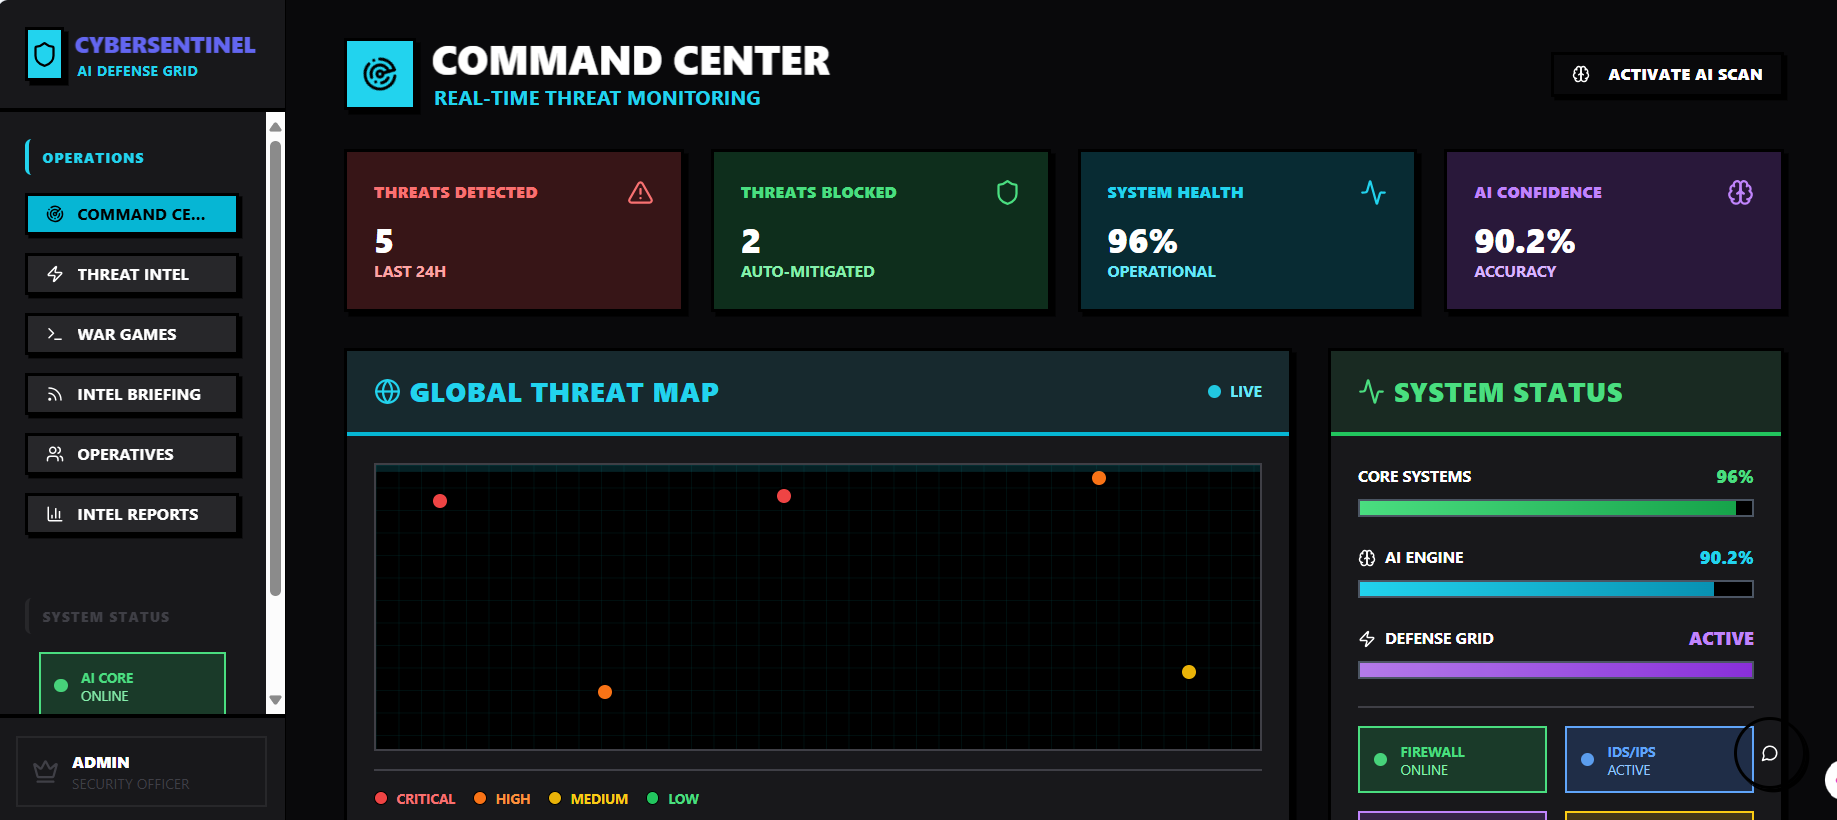 CYBERSENTINEL
AI DEFENSE GRID
OPERATIONS
COMMAND CE...
THREAT INTEL
WAR GAMES
INTEL BRIEFING
OPERATIVES
INTEL REPORTS
SYSTEM STATUS
AI CORE
ONLINE
ADMIN
SECURITY OFFICER
COMMAND CENTER
REAL-TIME THREAT MONITORING
ACTIVATE AI SCAN
THREATS DETECTED
5
LAST 24H
THREATS BLOCKED
2
AUTO-MITIGATED
SYSTEM HEALTH
96%
OPERATIONAL
AI CONFIDENCE
90.2%
ACCURACY
GLOBAL THREAT MAP
LIVE
CRITICAL
HIGH
MEDIUM
LOW
SYSTEM STATUS
CORE SYSTEMS
96%
AI ENGINE
90.2%
DEFENSE GRID
ACTIVE
FIREWALL
ONLINE
IDS/IPS
ACTIVE